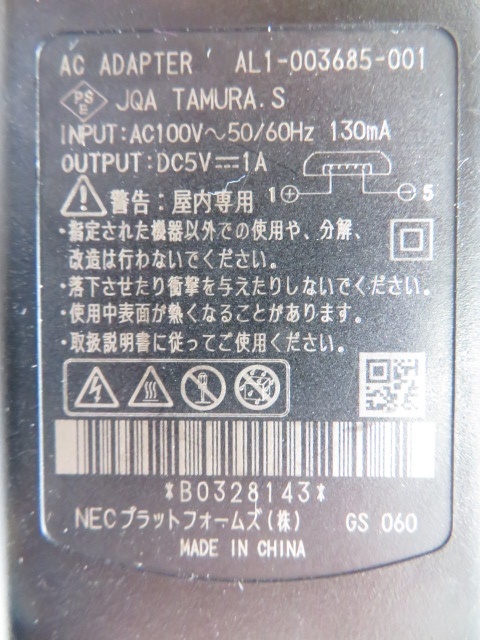 AC ADAPTER AL1-003685-001
PS E JQA TAMURA.S
INPUT:AC100V～50/60Hz 130mA
OUTPUT:DC5V⎓1A
1 5
警告：屋内専用
・指定された機器以外での使用や、分解、
改造は行わないでください。
・落下させたり衝撃を与えたりしないでください。
・使用中表面が熱くなることがあります。
・取扱説明書に従ってご使用ください。
*B0328143*
NECプラットフォームズ(株) GS 060
MADE IN CHINA